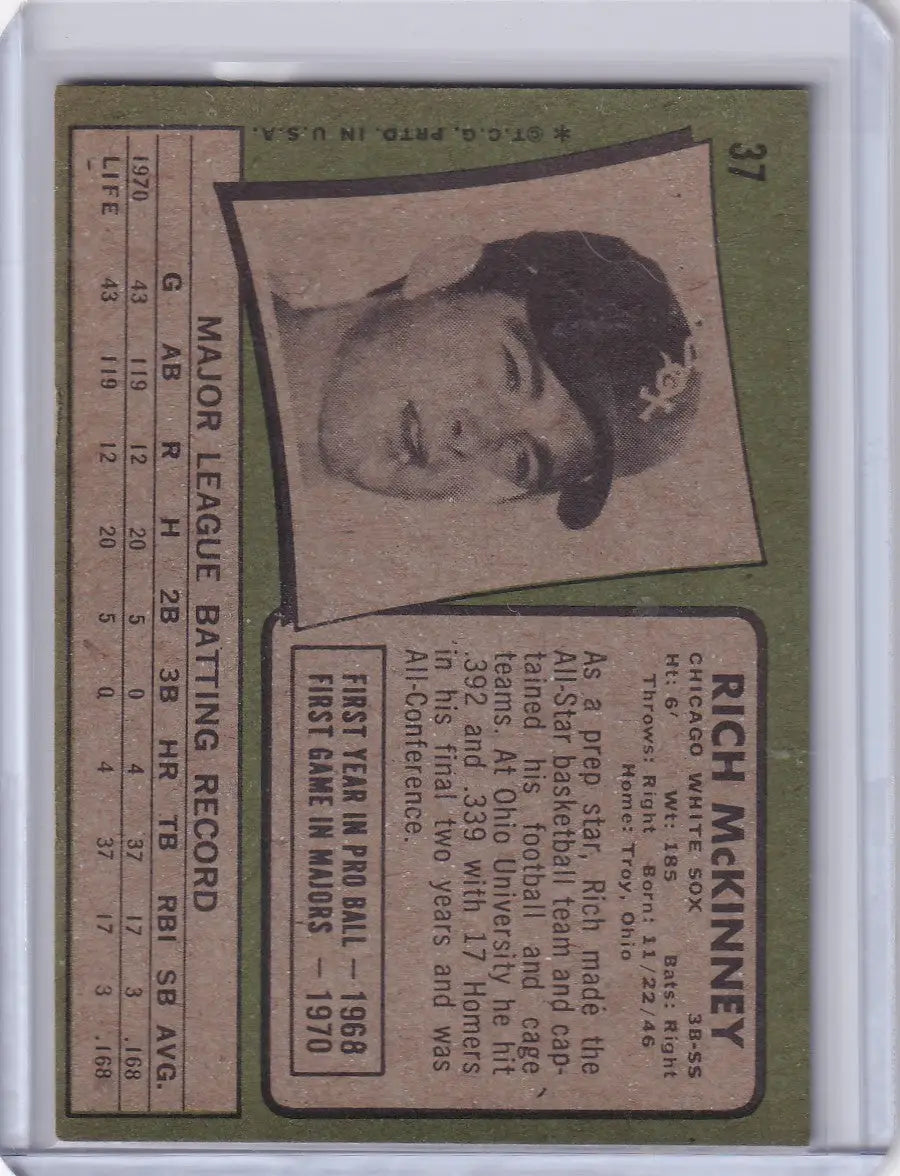 37
* ©T.C.G. PRTD. IN U.S.A.
RICH McKINNEY
CHICAGO WHITE SOX 3B-SS
Ht: 6' Wt: 185 Bats: Right
Throws: Right Born: 11/22/46
Home: Troy, Ohio
As a prep star, Rich made the
All-Star basketball team and cap-
tained his football and cage
teams. At Ohio University he hit
.392 and .339 with 17 Homers
in his final two years and was
All-Conference.
FIRST YEAR IN PRO BALL — 1968
FIRST GAME IN MAJORS — 1970
MAJOR LEAGUE BATTING RECORD
G AB R H 2B 3B HR TB RBI SB AVG.
1970 43 119 12 20 5 0 4 37 17 3 .168
LIFE 43 119 12 20 5 0 4 37 17 3 .168